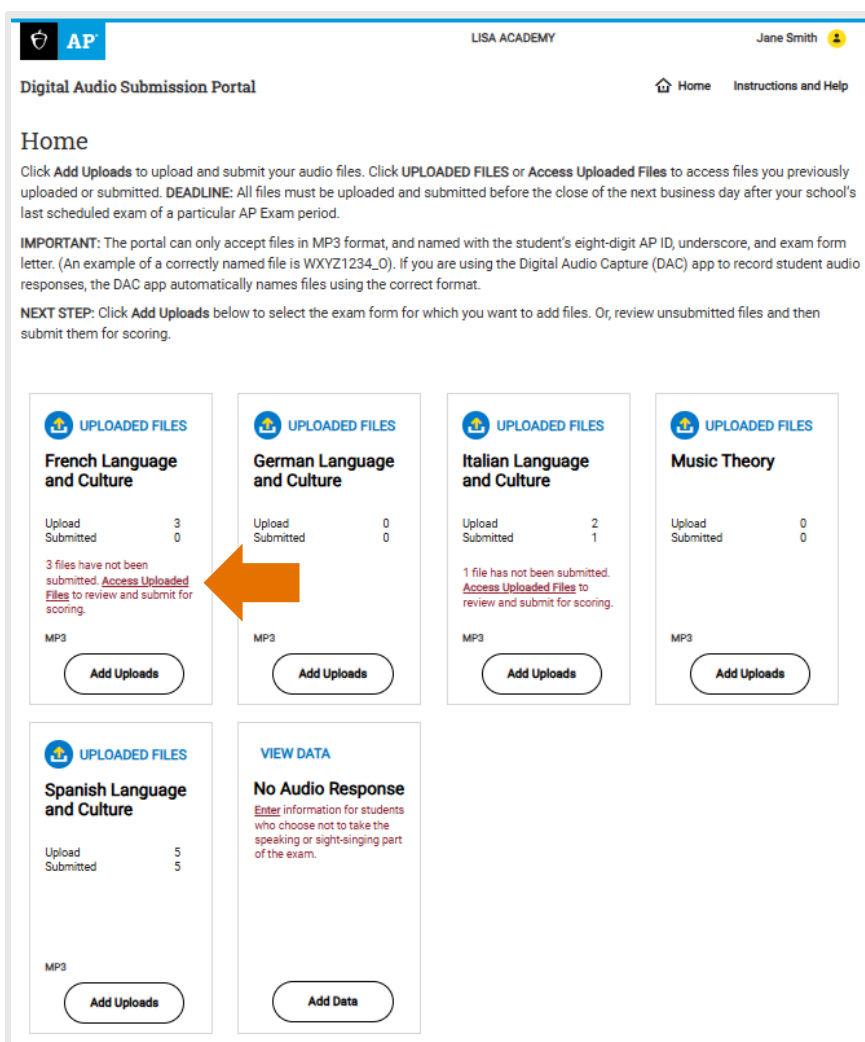 AP
LISA ACADEMY
Jane Smith
Digital Audio Submission Portal
Home
Instructions and Help
Home
Click Add Uploads to upload and submit your audio files. Click UPLOADED FILES or Access Uploaded Files to access files you previously
uploaded or submitted. DEADLINE: All files must be uploaded and submitted before the close of the next business day after your school's
last scheduled exam of a particular AP Exam period.
IMPORTANT: The portal can only accept files in MP3 format, and named with the student's eight-digit AP ID, underscore, and exam form
letter. (An example of a correctly named file is WXYZ1234_O). If you are using the Digital Audio Capture (DAC) app to record student audio
responses, the DAC app automatically names files using the correct format.
NEXT STEP: Click Add Uploads below to select the exam form for which you want to add files. Or, review unsubmitted files and then
submit them for scoring.
UPLOADED FILES
French Language
and Culture
Upload 3
Submitted 0
3 files have not been
submitted. Access Uploaded
Files to review and submit for
scoring.
MP3
Add Uploads
UPLOADED FILES
German Language
and Culture
Upload 0
Submitted 0
MP3
Add Uploads
UPLOADED FILES
Italian Language
and Culture
Upload 2
Submitted 1
1 file has not been submitted.
Access Uploaded Files to
review and submit for scoring.
MP3
Add Uploads
UPLOADED FILES
Music Theory
Upload 0
Submitted 0
MP3
Add Uploads
UPLOADED FILES
Spanish Language
and Culture
Upload 5
Submitted 5
MP3
Add Uploads
VIEW DATA
No Audio Response
Enter information for students
who choose not to take the
speaking or sight-singing part
of the exam.
Add Data